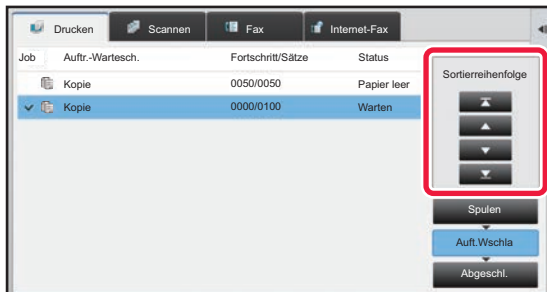 Drucken Scannen Fax Internet-Fax
Job Auftr.-Wartesch. Fortschritt/Sätze Status
Kopie 0050/0050 Papier leer
Kopie 0000/0100 Warten
Sortierreihenfolge
Spulen
Auft.Wschla
Abgeschl.